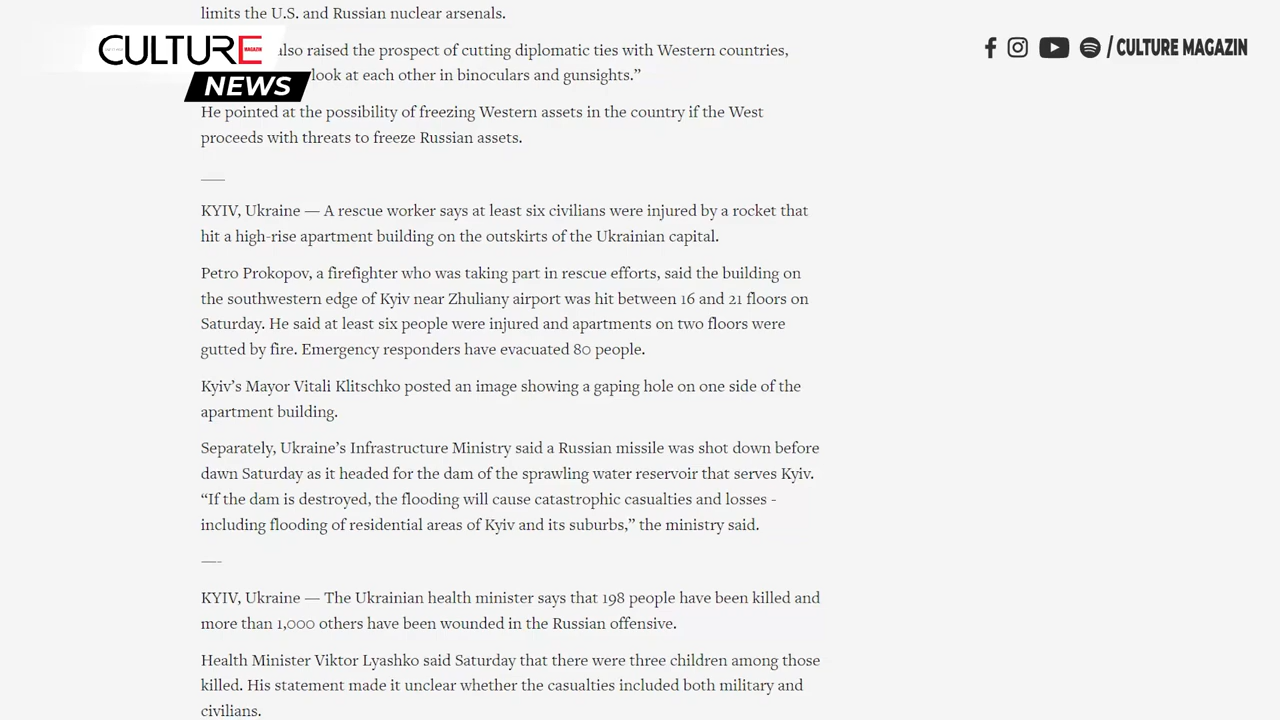 limits the U.S. and Russian nuclear arsenals.
CULTURE
MAGAZIN
also raised the prospect of cutting diplomatic ties with Western countries,
look at each other in binoculars and gunsights.”
NEWS
/ CULTURE MAGAZIN
He pointed at the possibility of freezing Western assets in the country if the West
proceeds with threats to freeze Russian assets.
___
KYIV, Ukraine — A rescue worker says at least six civilians were injured by a rocket that
hit a high-rise apartment building on the outskirts of the Ukrainian capital.
Petro Prokopov, a firefighter who was taking part in rescue efforts, said the building on
the southwestern edge of Kyiv near Zhuliany airport was hit between 16 and 21 floors on
Saturday. He said at least six people were injured and apartments on two floors were
gutted by fire. Emergency responders have evacuated 80 people.
Kyiv’s Mayor Vitali Klitschko posted an image showing a gaping hole on one side of the
apartment building.
Separately, Ukraine’s Infrastructure Ministry said a Russian missile was shot down before
dawn Saturday as it headed for the dam of the sprawling water reservoir that serves Kyiv.
“If the dam is destroyed, the flooding will cause catastrophic casualties and losses -
including flooding of residential areas of Kyiv and its suburbs,” the ministry said.
—-
KYIV, Ukraine — The Ukrainian health minister says that 198 people have been killed and
more than 1,000 others have been wounded in the Russian offensive.
Health Minister Viktor Lyashko said Saturday that there were three children among those
killed. His statement made it unclear whether the casualties included both military and
civilians.